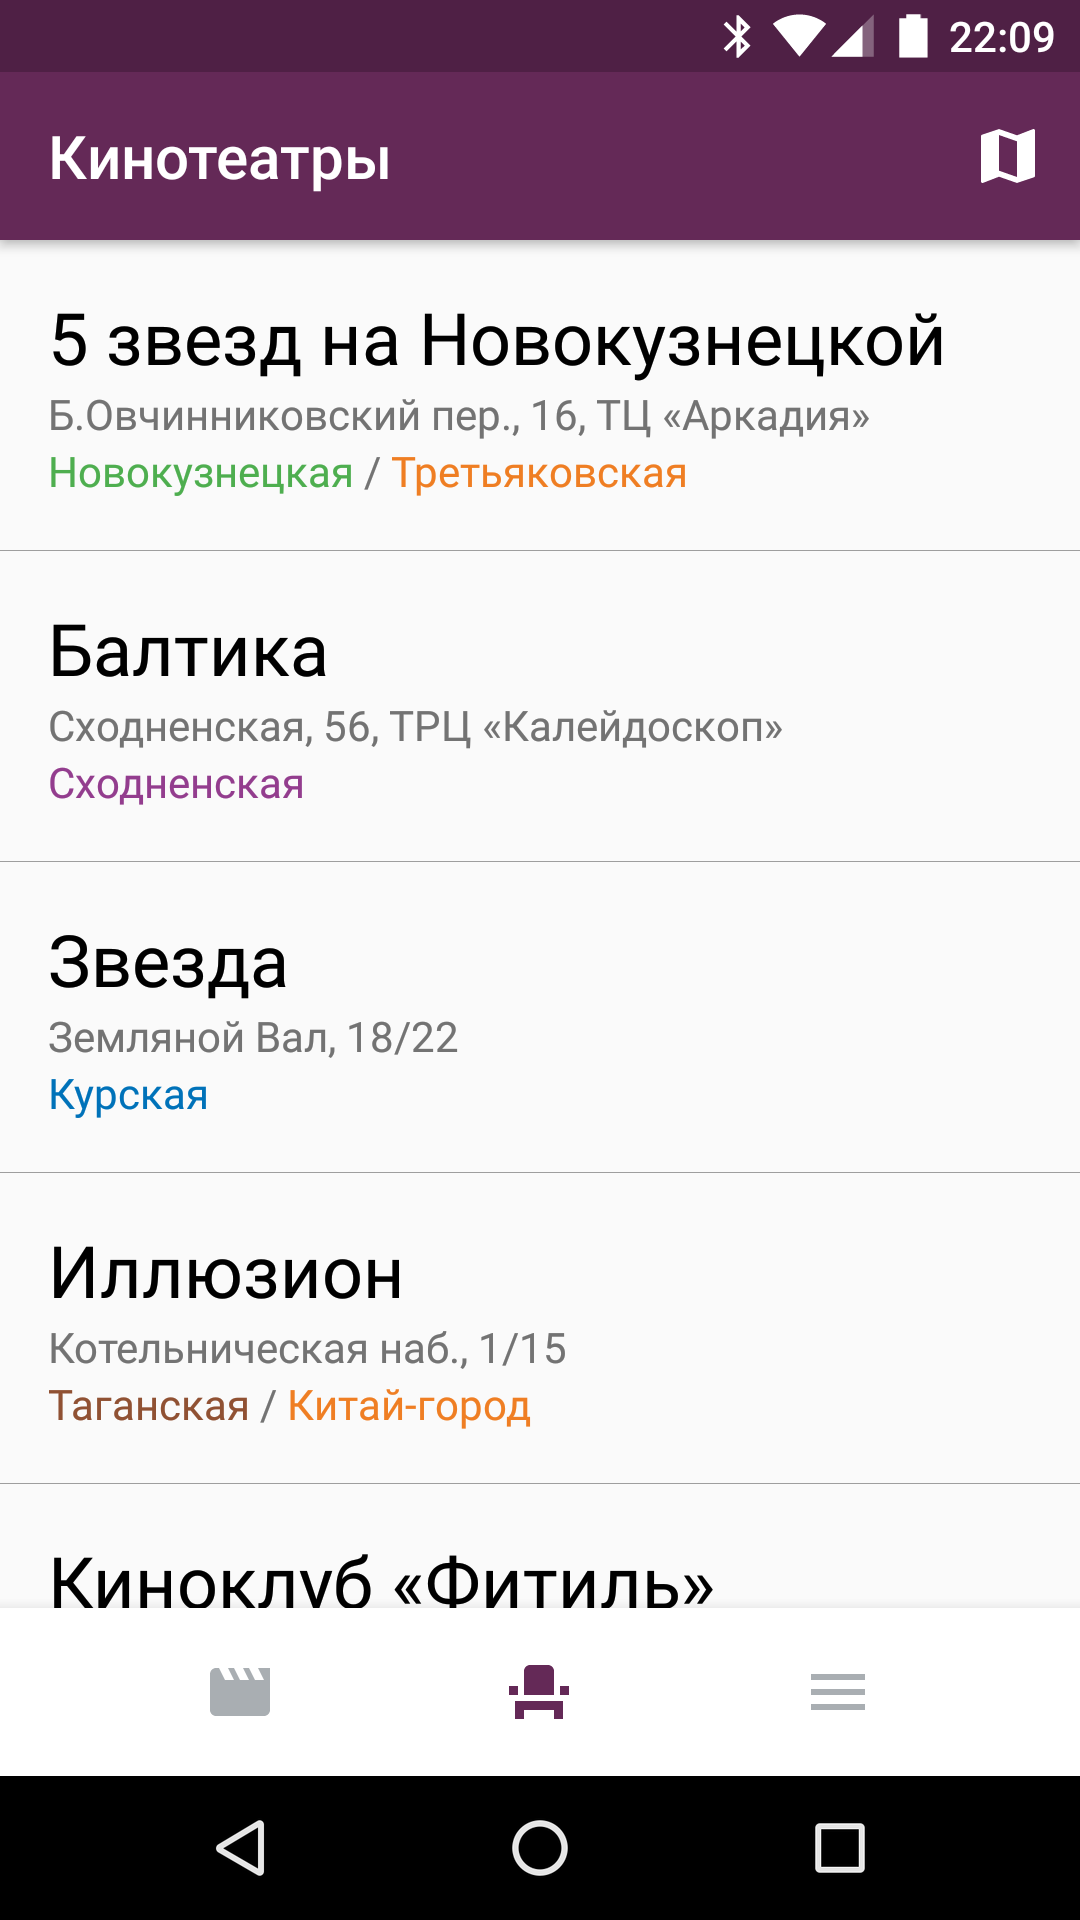 22:09
Кинотеатры
5 звезд на Новокузнецкой
Б.Овчинниковский пер., 16, ТЦ «Аркадия»
Новокузнецкая / Третьяковская
Балтика
Сходненская, 56, ТРЦ «Калейдоскоп»
Сходненская
Звезда
Земляной Вал, 18/22
Курская
Иллюзион
Котельническая наб., 1/15
Таганская / Китай-город
Киноклуб «Фитиль»